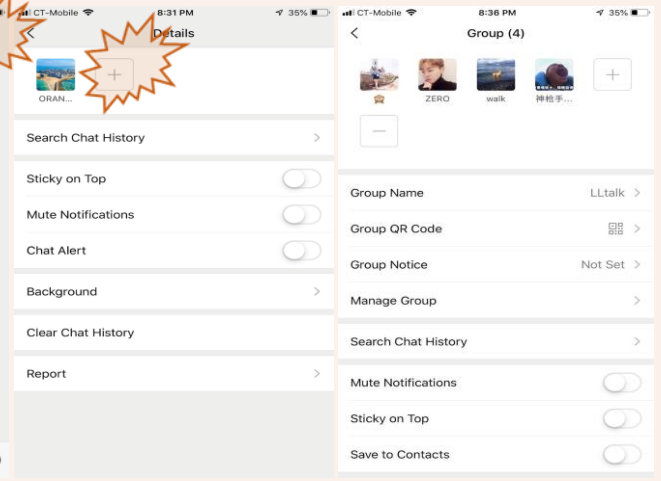 CT-Mobile 8:31 PM 35%
Details
ORAN...
Search Chat History
Sticky on Top
Mute Notifications
Chat Alert
Background
Clear Chat History
Report
CT-Mobile 8:36 PM 35%
Group (4)
ZERO walk 神枪手...
Group Name LLtalk
Group QR Code
Group Notice Not Set
Manage Group
Search Chat History
Mute Notifications
Sticky on Top
Save to Contacts